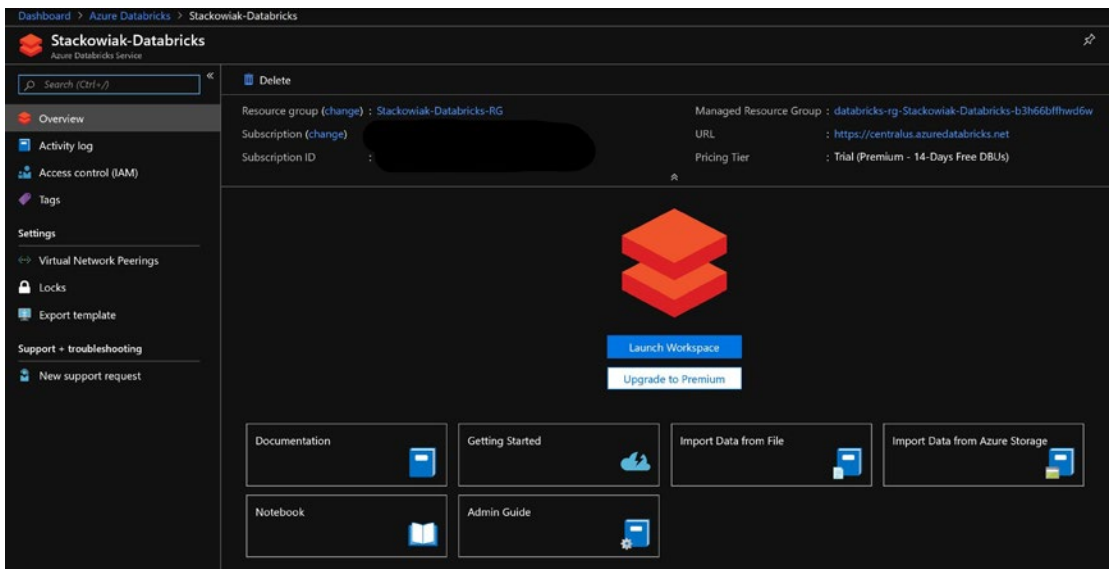 Dashboard > Azure Databricks > Stackowiak-Databricks
Stackowiak-Databricks
Azure Databricks Service
Search (Ctrl+/)
Overview
Activity log
Access control (IAM)
Tags
Settings
Virtual Network Peerings
Locks
Export template
Support + troubleshooting
New support request
Delete
Resource group (change) : Stackowiak-Databricks-RG
Subscription (change)
Subscription ID :
Managed Resource Group : databricks-rg-Stackowiak-Databricks-b3h66bffhwd6w
URL : https://centralus.azuredatabricks.net
Pricing Tier : Trial (Premium - 14-Days Free DBUs)
Launch Workspace
Upgrade to Premium
Documentation
Getting Started
Import Data from File
Import Data from Azure Storage
Notebook
Admin Guide